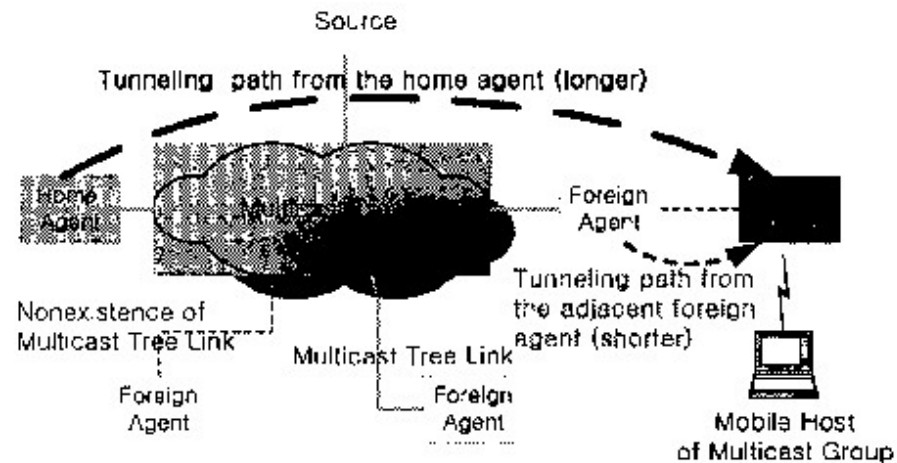 Source
Tunneling path from the home agent (longer)
Home
Agent
Foreign
Agent
Tunneling path from
the adjacent foreign
agent (shorter)
Nonexistence of
Multicast Tree Link
Multicast Tree Link
Foreign
Agent
Foreign
Agent
Mobile Host
of Multicast Group